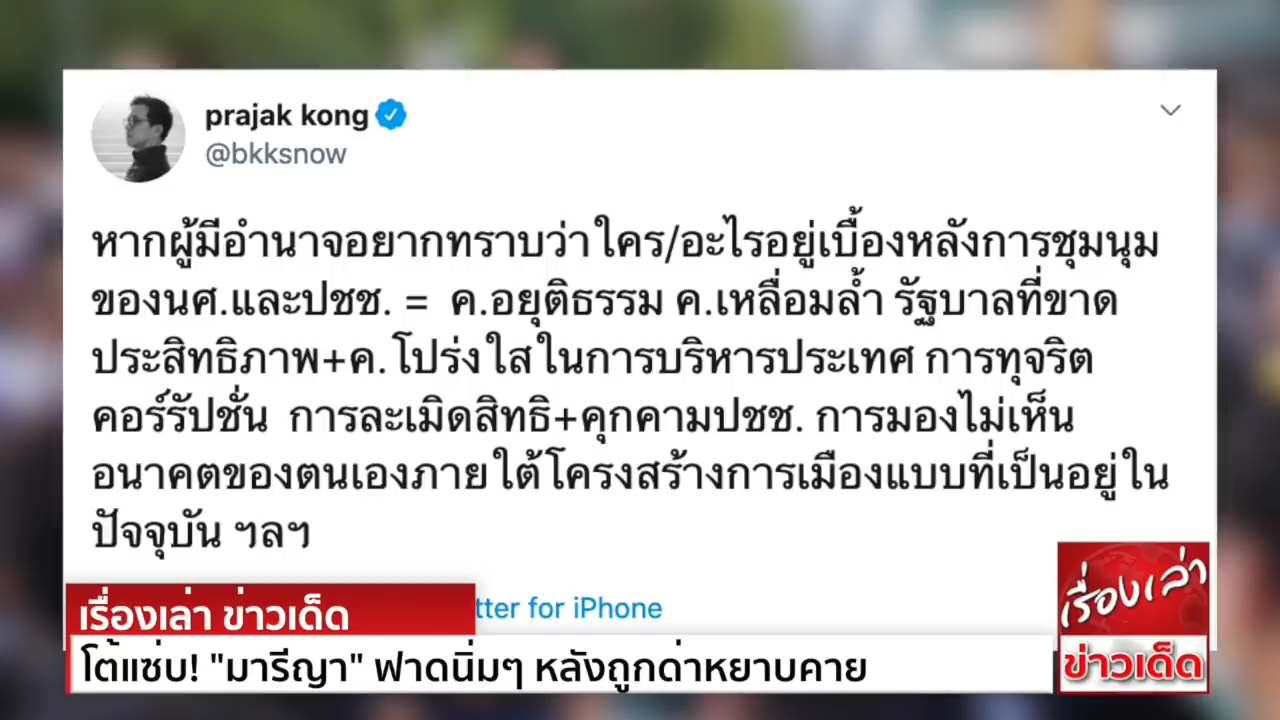 prajak kong
@bkksnow
หากผู้มีอำนาจอยากทราบว่าใคร/อะไรอยู่เบื้องหลังการชุมนุม
ของนศ.และปชช. = ค.อยุติธรรม ค.เหลื่อมล้ำ รัฐบาลที่ขาด
ประสิทธิภาพ+ค.โปร่งใสในการบริหารประเทศ การทุจริต
คอร์รัปชั่น การละเมิดสิทธิ+คุกคามปชช. การมองไม่เห็น
อนาคตของตนเองภายใต้โครงสร้างการเมืองแบบที่เป็นอยู่ใน
ปัจจุบัน ฯลฯ
tter for iPhone
เรื่องเล่า ข่าวเด็ด
โต้แซ่บ! "มารีญา" ฟาดนิ่มๆ หลังถูกด่าหยาบคาย
เรื่องเล่า
ข่าวเด็ด